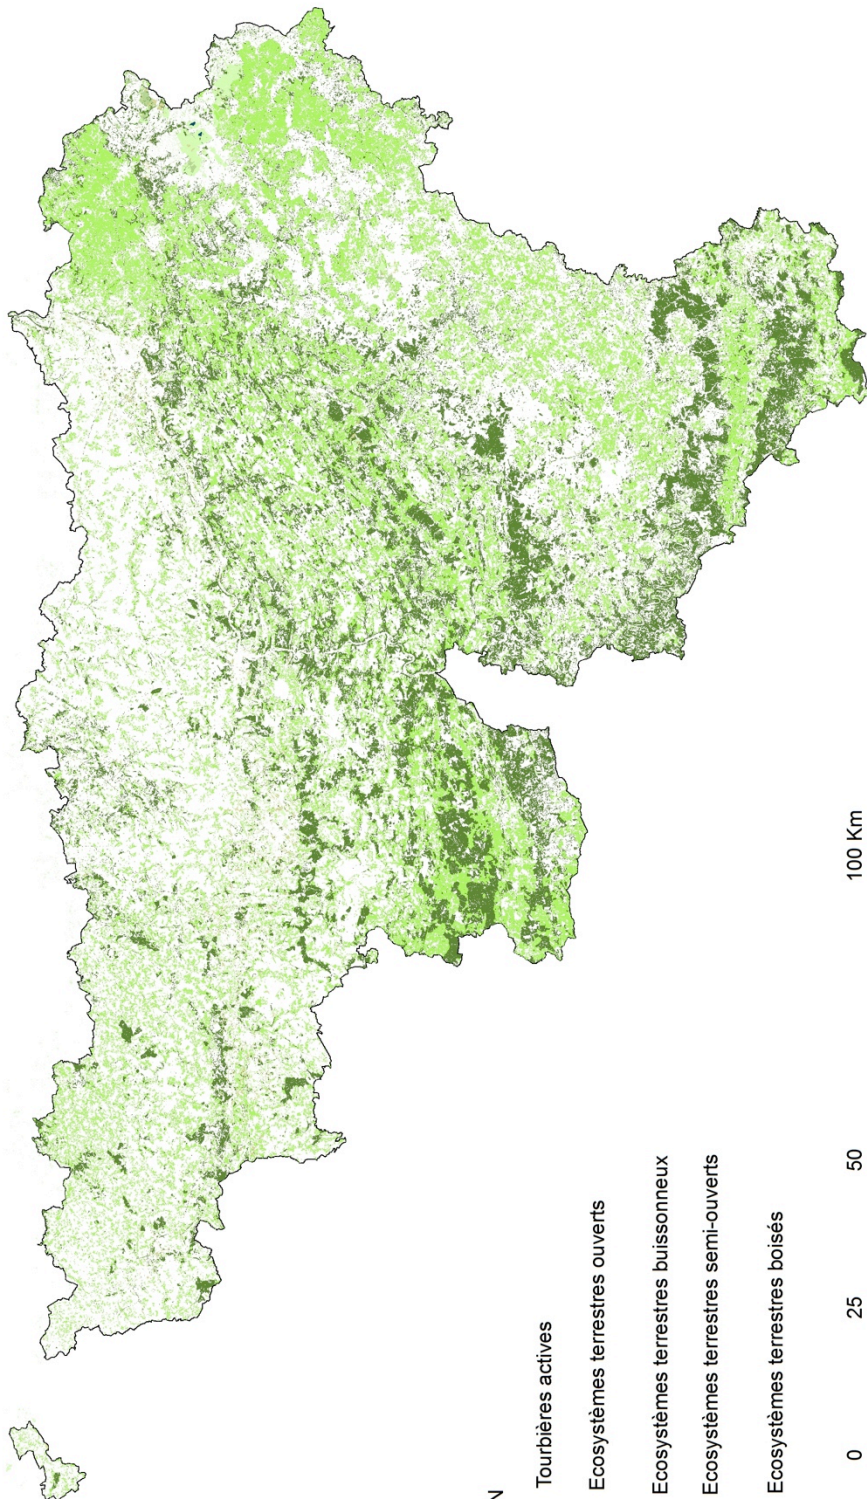 N
Tourbières actives
Ecosystèmes terrestres ouverts
Ecosystèmes terrestres buissonneux
Ecosystèmes terrestres semi-ouverts
Ecosystèmes terrestres boisés
0 25 50 100 Km